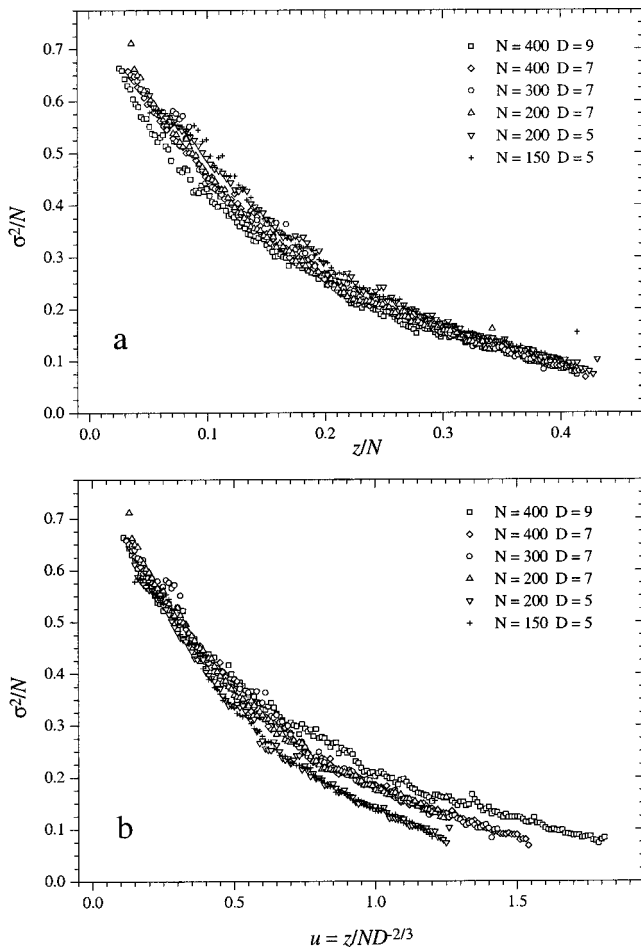 0.7
0.6
0.5
0.4
0.3
0.2
0.1
0.0
σ²/N
□ N = 400 D = 9
◇ N = 400 D = 7
○ N = 300 D = 7
△ N = 200 D = 7
▽ N = 200 D = 5
+ N = 150 D = 5
a
0.0 0.1 0.2 0.3 0.4
z/N
0.7
0.6
0.5
0.4
0.3
0.2
0.1
0.0
σ²/N
□ N = 400 D = 9
◇ N = 400 D = 7
○ N = 300 D = 7
△ N = 200 D = 7
▽ N = 200 D = 5
+ N = 150 D = 5
b
0.0 0.5 1.0 1.5
u = z/ND⁻²/³